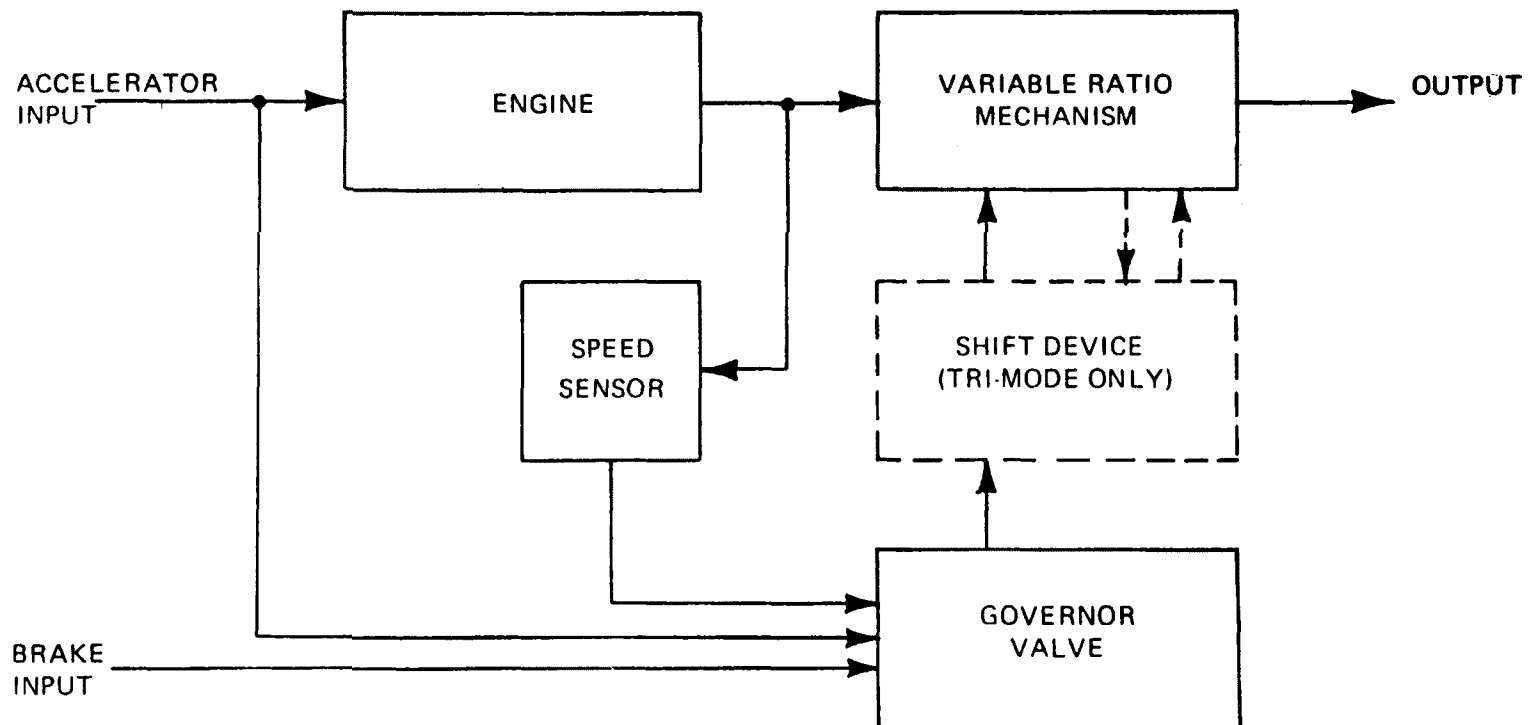 ACCELERATOR
INPUT
ENGINE
VARIABLE RATIO
MECHANISM
OUTPUT
SPEED
SENSOR
SHIFT DEVICE
(TRI-MODE ONLY)
GOVERNOR
VALVE
BRAKE
INPUT